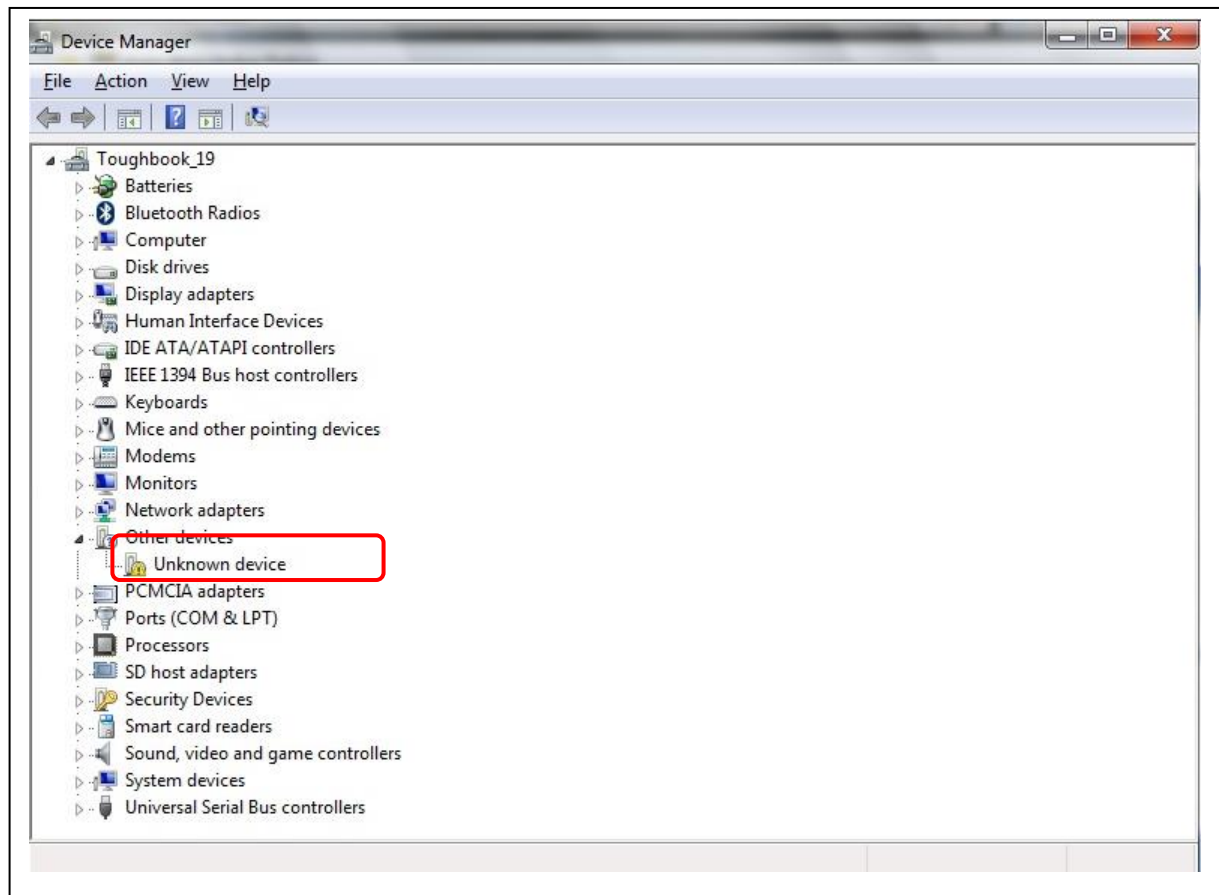 Device Manager
File Action View Help
Toughbook_19
Batteries
Bluetooth Radios
Computer
Disk drives
Display adapters
Human Interface Devices
IDE ATA/ATAPI controllers
IEEE 1394 Bus host controllers
Keyboards
Mice and other pointing devices
Modems
Monitors
Network adapters
Other devices
Unknown device
PCMCIA adapters
Ports (COM & LPT)
Processors
SD host adapters
Security Devices
Smart card readers
Sound, video and game controllers
System devices
Universal Serial Bus controllers